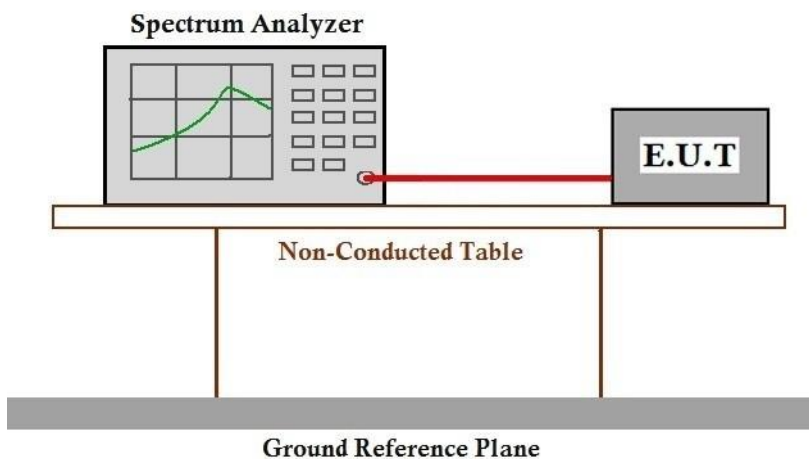 Spectrum Analyzer
E.U.T
Non-Conducted Table
Ground Reference Plane